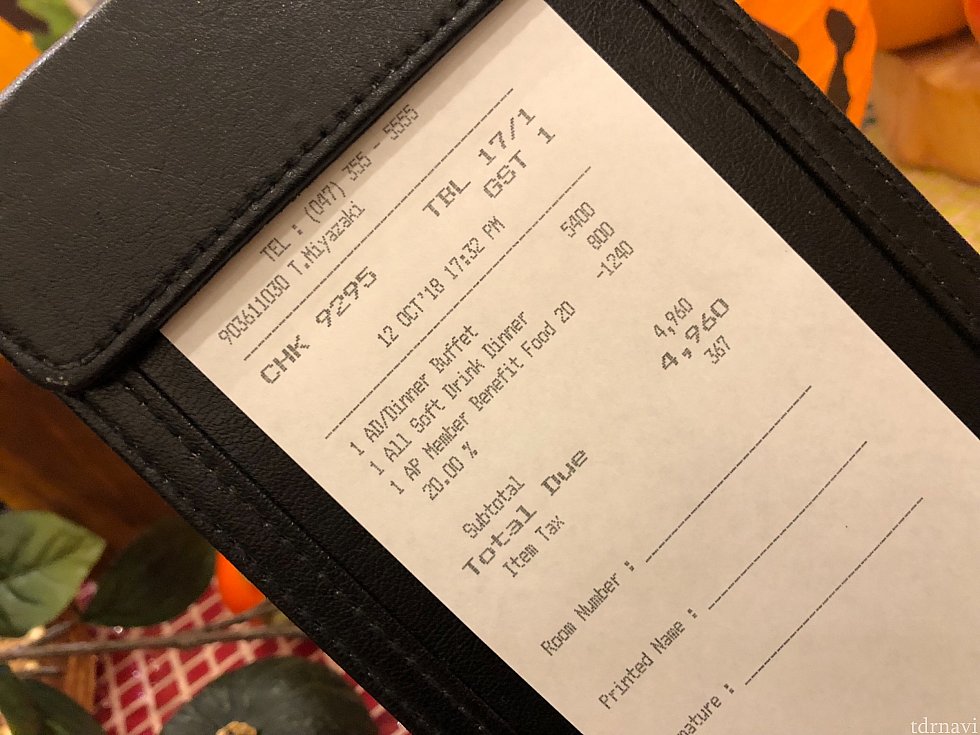 TEL : (047) 355 - 5555
903611030 T.Miyazaki
CHK 9295 TBL 17/1
GST 1
12 OCT'18 17:32 PM
1 AD/Dinner Buffet 5400
1 All Soft Drink Dinner 800
1 AP Member Benefit Food 20 -1240
20.00 %
Subtotal 4,960
Total Due 4,960
Item Tax 367
Room Number :
Printed Name :
nature :
tdrnavi